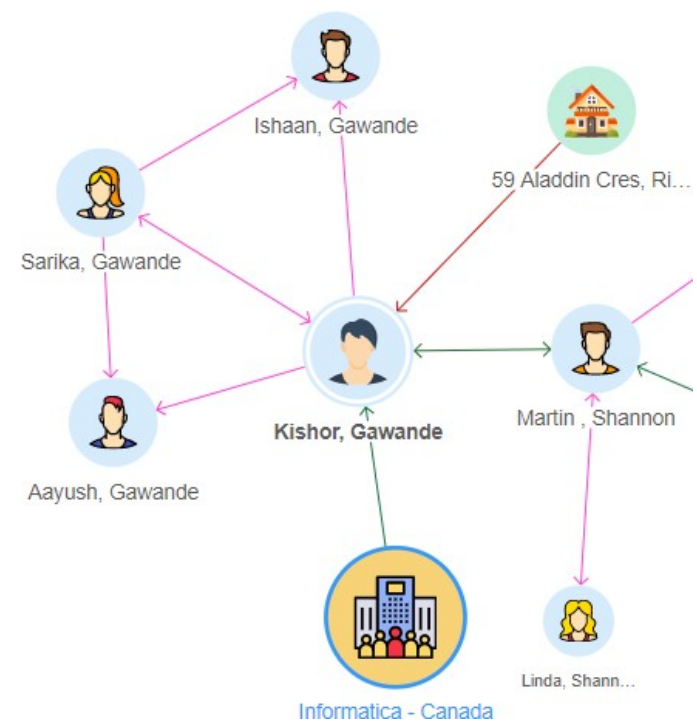 Ishaan, Gawande
59 Aladdin Cres, Ri...
Sarika, Gawande
Kishor, Gawande
Martin , Shannon
Aayush, Gawande
Linda, Shann...
Informatica - Canada